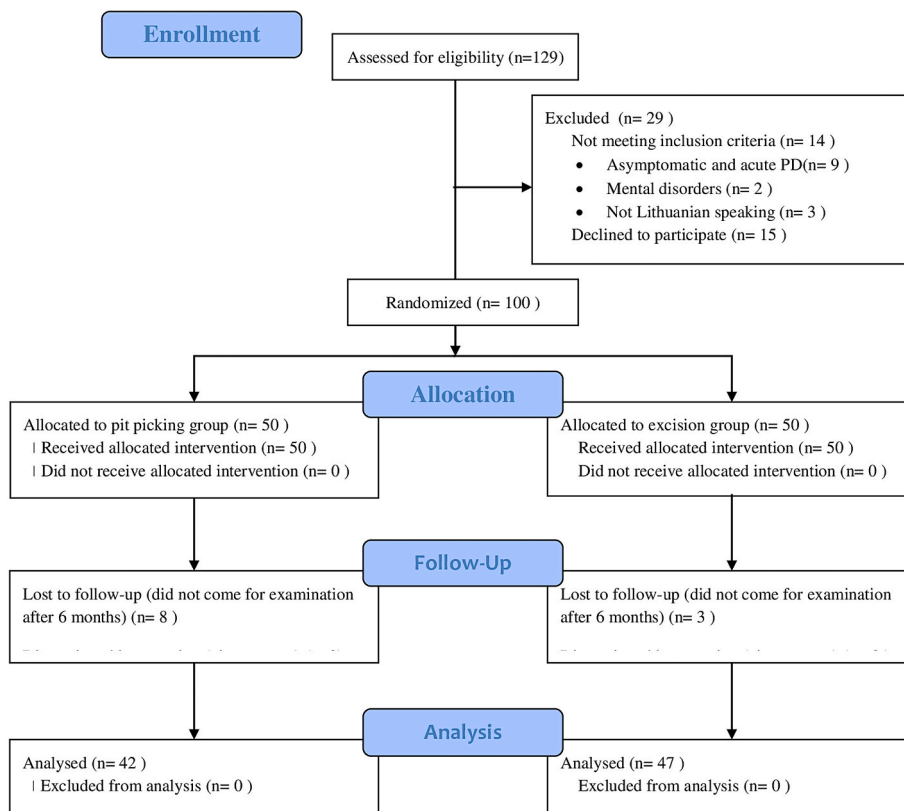 Enrollment
Assessed for eligibility (n=129)
Excluded (n= 29 )
Not meeting inclusion criteria (n= 14 )
• Asymptomatic and acute PD(n= 9 )
• Mental disorders (n= 2 )
• Not Lithuanian speaking (n= 3 )
Declined to participate (n= 15 )
Randomized (n= 100 )
Allocation
Allocated to pit picking group (n= 50 )
Received allocated intervention (n= 50 )
Did not receive allocated intervention (n= 0 )
Allocated to excision group (n= 50 )
Received allocated intervention (n= 50 )
Did not receive allocated intervention (n= 0 )
Follow-Up
Lost to follow-up (did not come for examination
after 6 months) (n= 8 )
Lost to follow-up (did not come for examination
after 6 months) (n= 3 )
Analysis
Analysed (n= 42 )
Excluded from analysis (n= 0 )
Analysed (n= 47 )
Excluded from analysis (n= 0 )